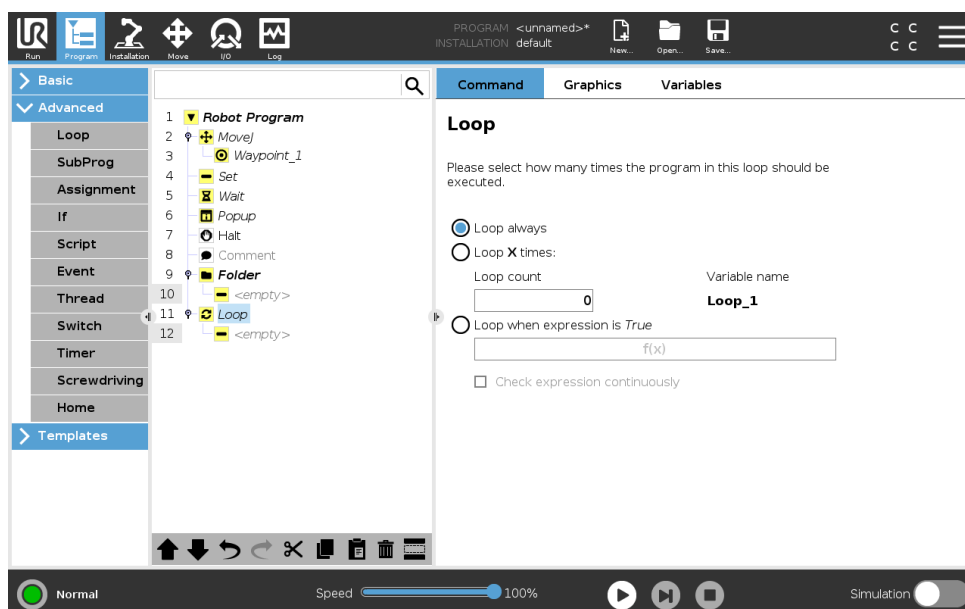 PROGRAM <unnamed>*
INSTALLATION default
Run Program Installation Move I/O Log New... Open... Save...
C C
C C
Basic
Advanced
Loop
SubProg
Assignment
If
Script
Event
Thread
Switch
Timer
Screwdriving
Home
Templates
1 Robot Program
2 MoveJ
3 Waypoint_1
4 Set
5 Wait
6 Popup
7 Halt
8 Comment
9 Folder
10 <empty>
11 Loop
12 <empty>
Command Graphics Variables
Loop
Please select how many times the program in this loop should be
executed.
Loop always
Loop X times:
Loop count Variable name
0 Loop_1
Loop when expression is True
f(x)
Check expression continuously
Normal Speed 100% Simulation